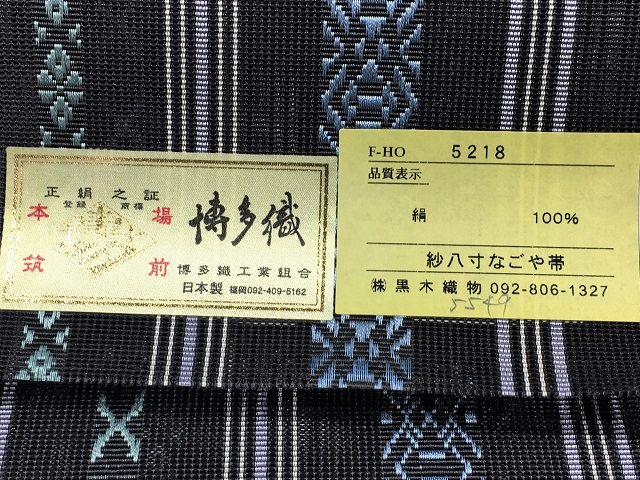 正絹之証
登録 商標
本場
筑前
博多織
博多織工業組合
日本製 福岡092-409-5162
F-HO 5218
品質表示
絹 100%
紗八寸なごや帯
㈱黒木織物 092-806-1327
5549